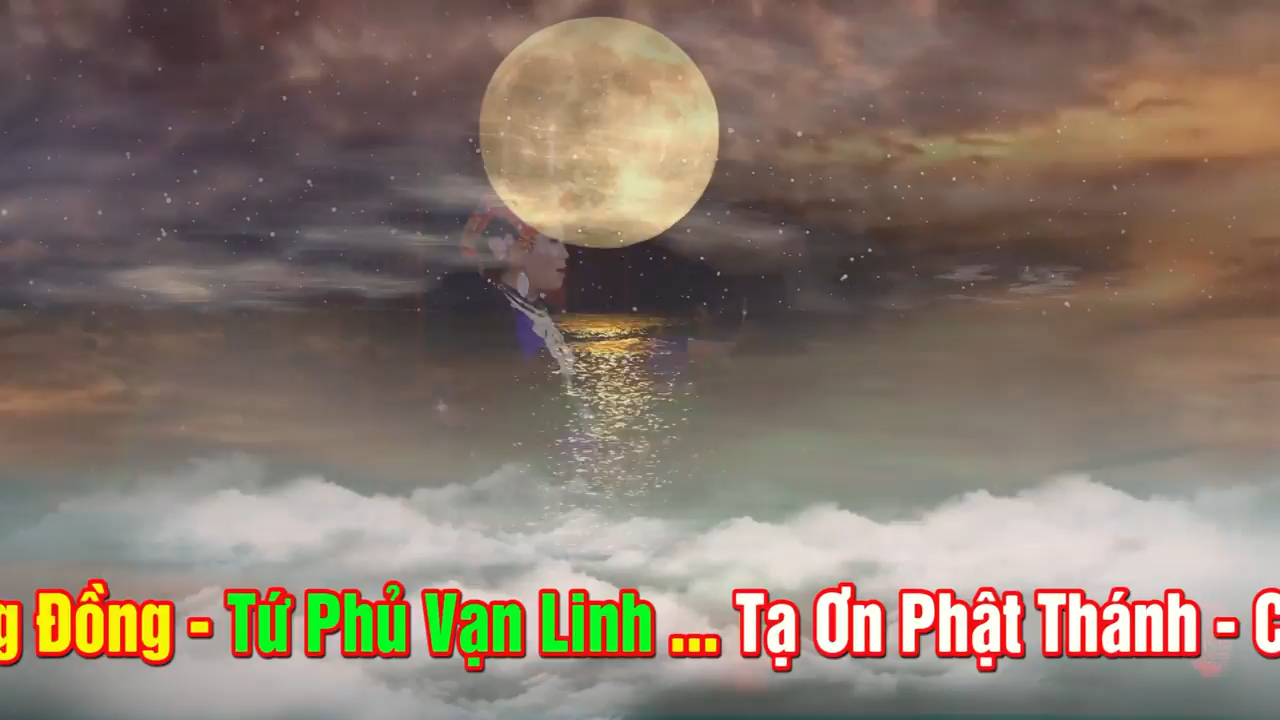 Đồng - Tứ Phủ Vạn Linh ... Tạ Ơn Phật Thánh -